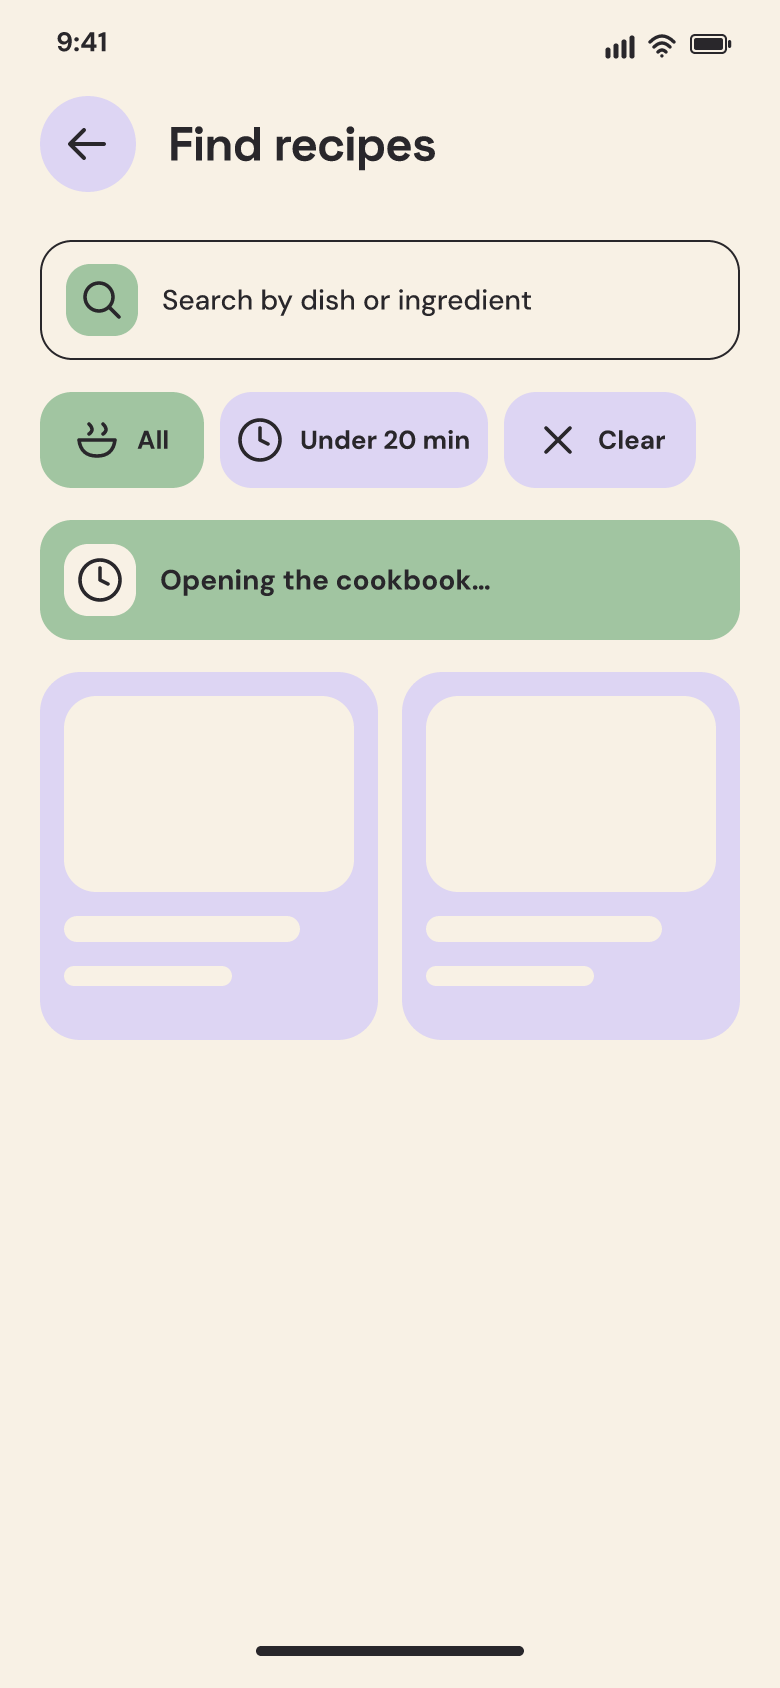 9:41
Find recipes
Search by dish or ingredient
All
Under 20 min
Clear
Opening the cookbook...